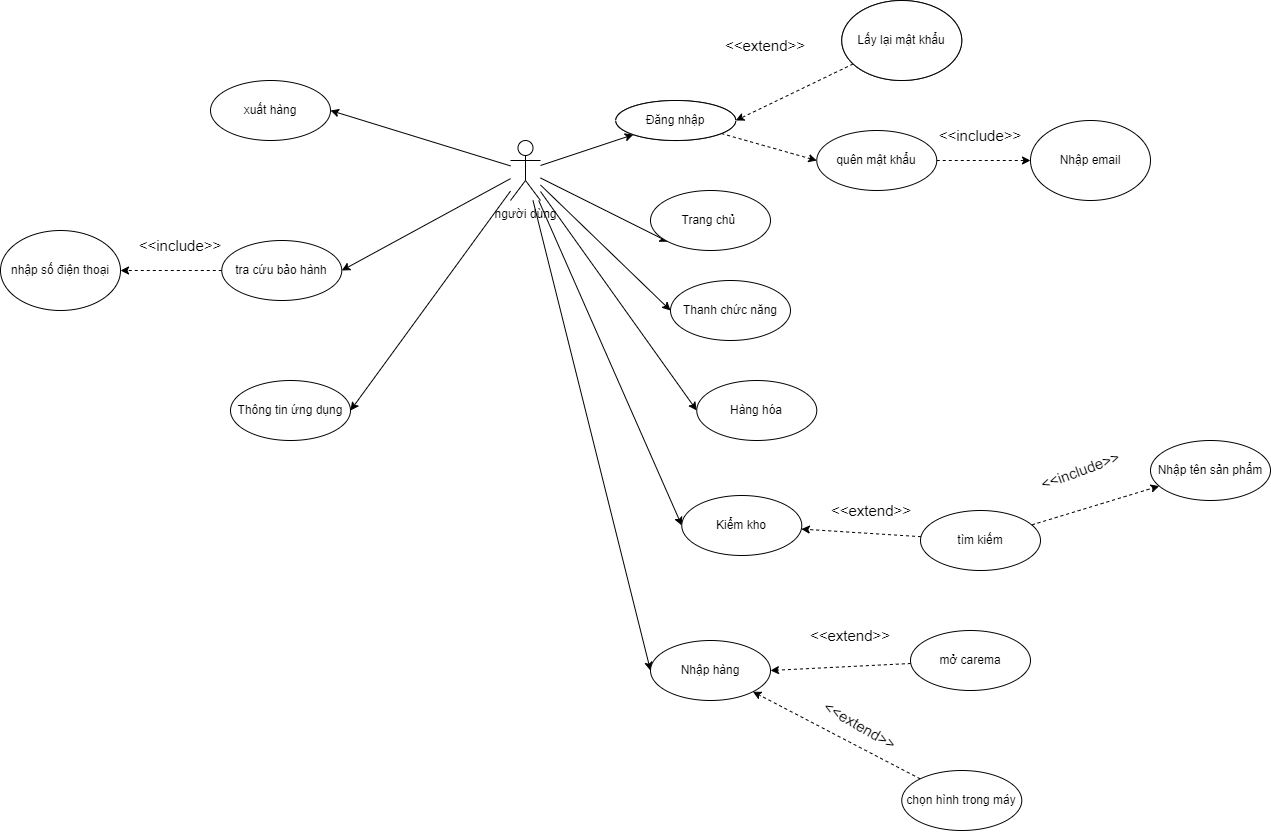 Lấy lại mật khẩu
<<extend>>
xuất hàng
Đăng nhập
<<include>>
quên mật khẩu
Nhập email
người dùng
Trang chủ
<<include>>
nhập số điện thoại
tra cứu bảo hành
Thanh chức năng
Thông tin ứng dụng
Hàng hóa
<<include>>
Nhập tên sản phẩm
<<extend>>
Kiểm kho
tìm kiếm
<<extend>>
Nhập hàng
mở carema
<<extend>>
chọn hình trong máy